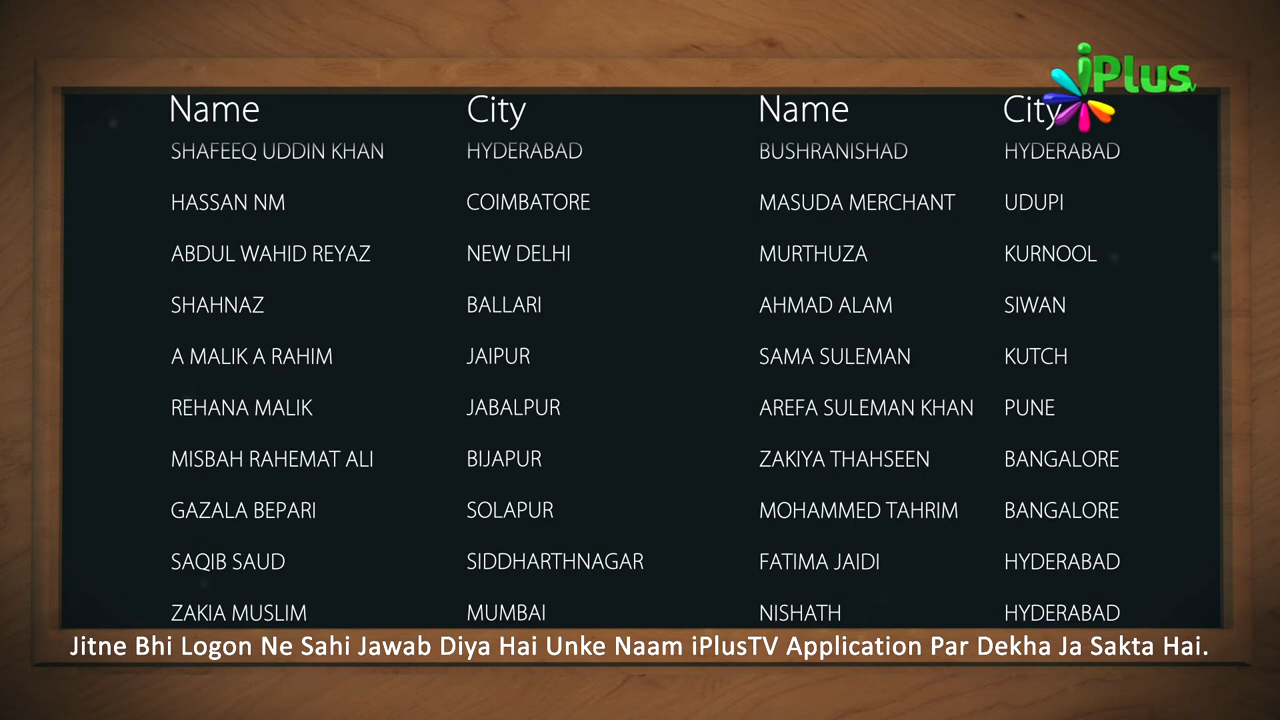 iPlus TV
Name City Name City
SHAFEEQ UDDIN KHAN HYDERABAD BUSHRANISHAD HYDERABAD
HASSAN NM COIMBATORE MASUDA MERCHANT UDUPI
ABDUL WAHID REYAZ NEW DELHI MURTHUZA KURNOOL
SHAHNAZ BALLARI AHMAD ALAM SIWAN
A MALIK A RAHIM JAIPUR SAMA SULEMAN KUTCH
REHANA MALIK JABALPUR AREFA SULEMAN KHAN PUNE
MISBAH RAHEMAT ALI BIJAPUR ZAKIYA THAHSEEN BANGALORE
GAZALA BEPARI SOLAPUR MOHAMMED TAHRIM BANGALORE
SAQIB SAUD SIDDHARTHNAGAR FATIMA JAIDI HYDERABAD
ZAKIA MUSLIM MUMBAI NISHATH HYDERABAD
Jitne Bhi Logon Ne Sahi Jawab Diya Hai Unke Naam iPlusTV Application Par Dekha Ja Sakta Hai.